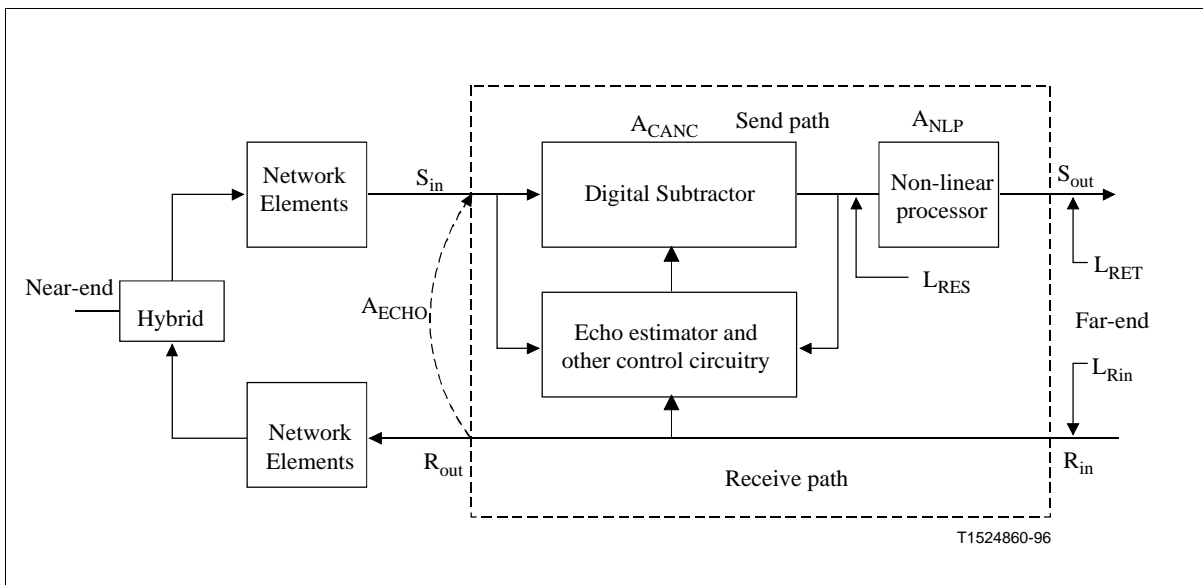 A_CANC
Send path
A_NLP
Network
Elements
S_in
Digital Subtractor
Non-linear
processor
S_out
L_RES
L_RET
Near-end
Hybrid
A_ECHO
Echo estimator and
other control circuitry
Far-end
L_Rin
Network
Elements
R_out
Receive path
R_in
T1524860-96